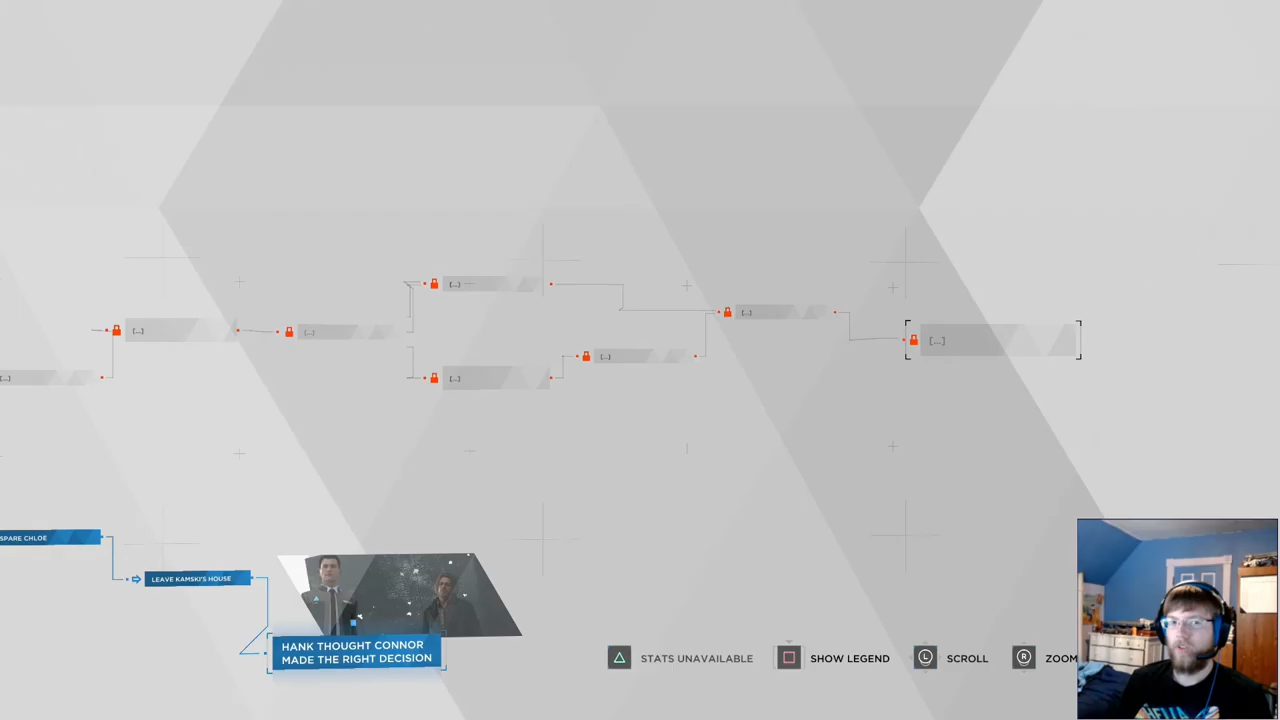 [...]
[...]
[...]
[...]
[...]
[...]
[...]
[...]
SPARE CHLOE
LEAVE KAMSKI'S HOUSE
HANK THOUGHT CONNOR
MADE THE RIGHT DECISION
STATS UNAVAILABLE
SHOW LEGEND
L
SCROLL
R
ZOOM